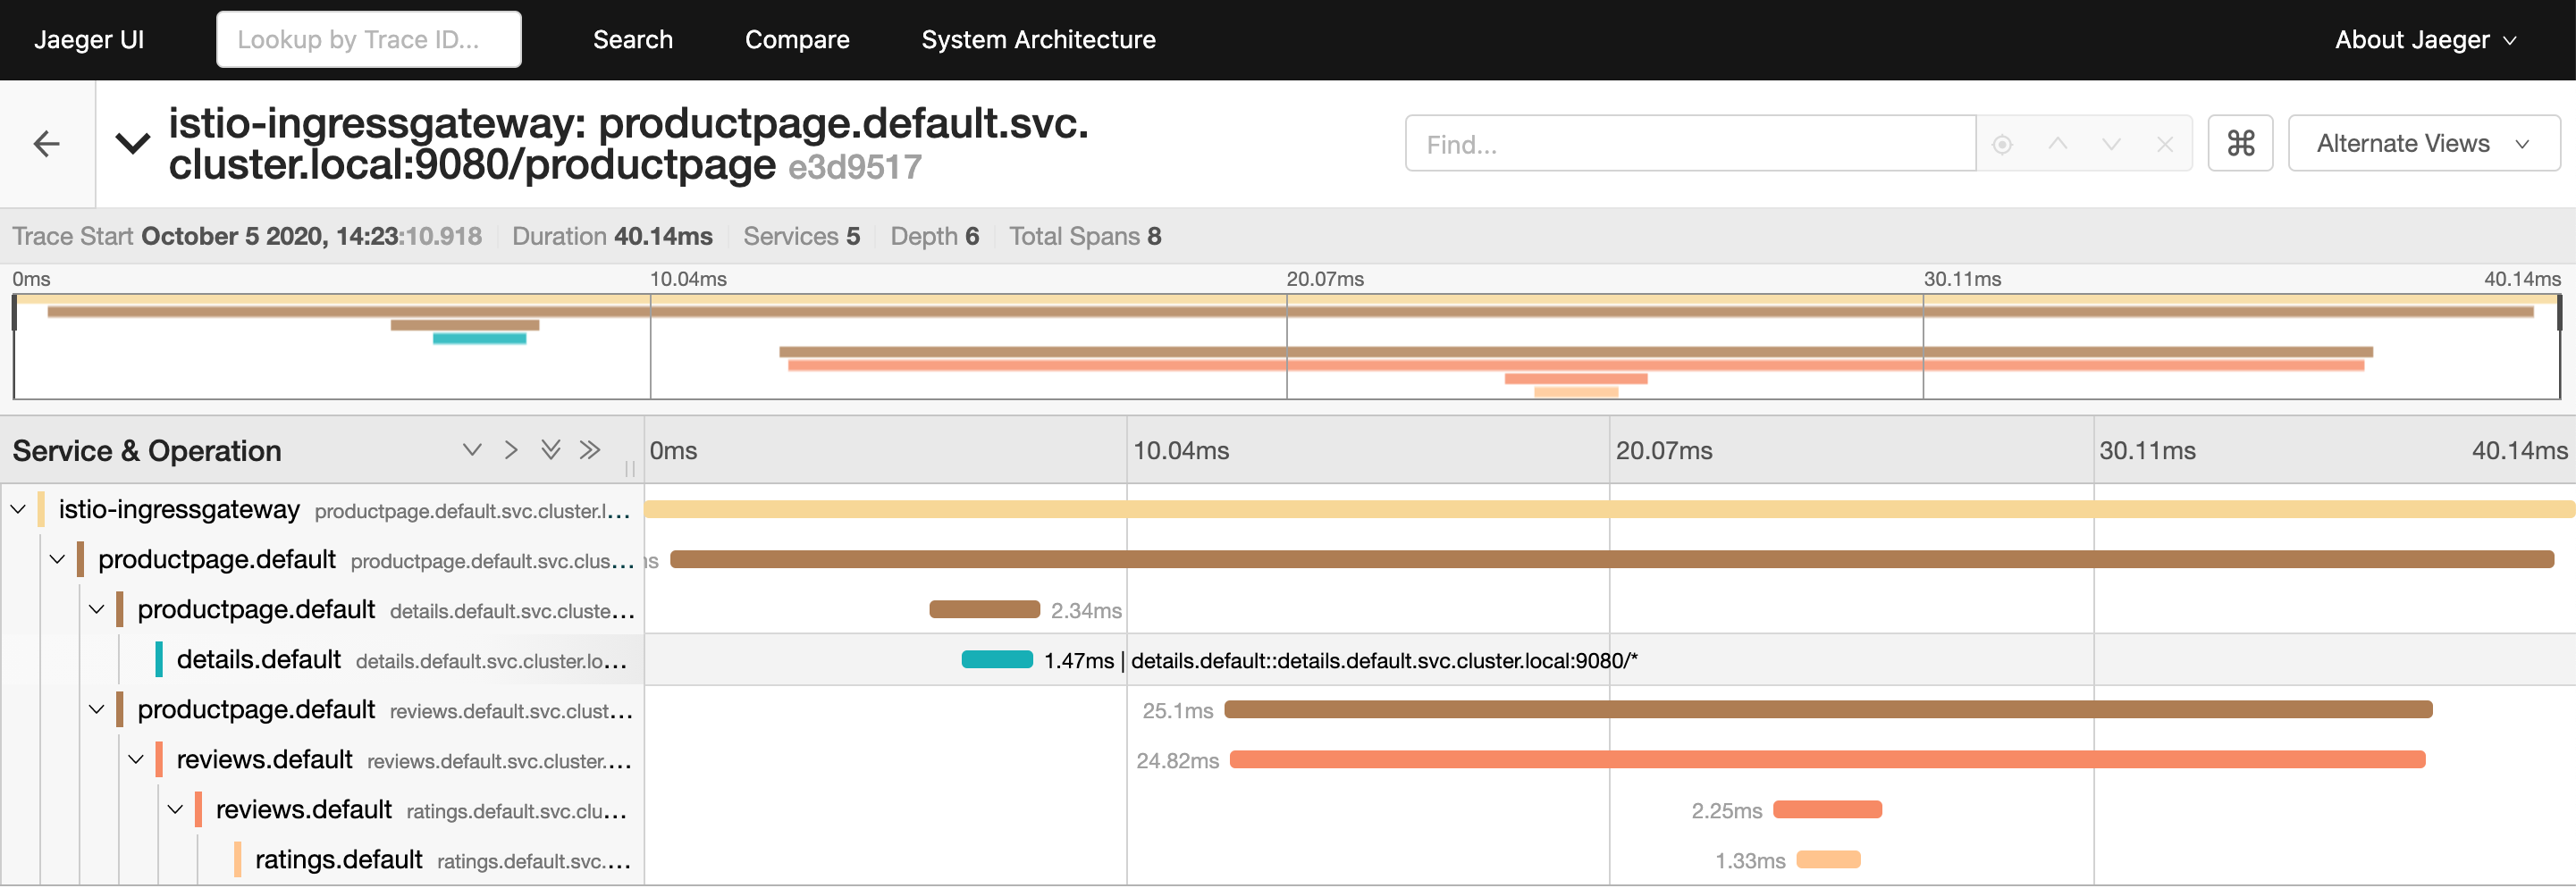 Jaeger UI Lookup by Trace ID... Search Compare System Architecture About Jaeger
istio-ingressgateway: productpage.default.svc.
cluster.local:9080/productpage e3d9517
Find... Alternate Views
Trace Start October 5 2020, 14:23:10.918 Duration 40.14ms Services 5 Depth 6 Total Spans 8
0ms 10.04ms 20.07ms 30.11ms 40.14ms
Service & Operation 0ms 10.04ms 20.07ms 30.11ms 40.14ms
istio-ingressgateway productpage.default.svc.cluster.l...
productpage.default productpage.default.svc.clus...
productpage.default details.default.svc.cluste... 2.34ms
details.default details.default.svc.cluster.lo... 1.47ms | details.default::details.default.svc.cluster.local:9080/*
productpage.default reviews.default.svc.clust... 25.1ms
reviews.default reviews.default.svc.cluster.... 24.82ms
reviews.default ratings.default.svc.clu... 2.25ms
ratings.default ratings.default.svc.... 1.33ms